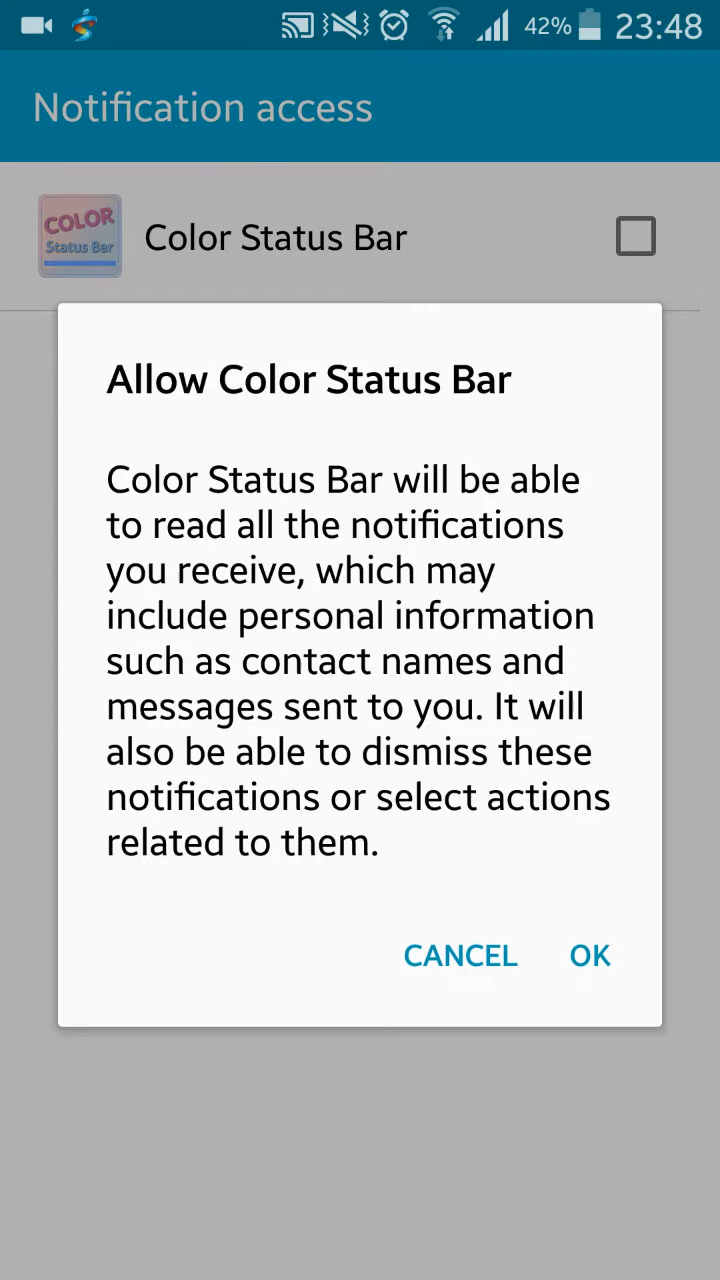 42% 23:48
Notification access
COLOR
Status Bar
Color Status Bar
Allow Color Status Bar
Color Status Bar will be able
to read all the notifications
you receive, which may
include personal information
such as contact names and
messages sent to you. It will
also be able to dismiss these
notifications or select actions
related to them.
CANCEL OK